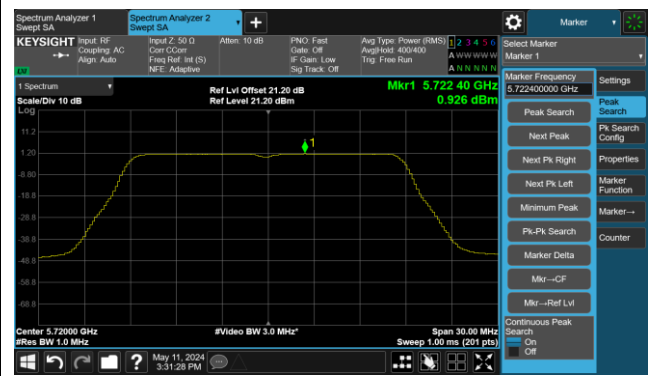 Spectrum Analyzer 1
Swept SA
Spectrum Analyzer 2
Swept SA
+
Marker
KEYSIGHT
Input: RF
Coupling: AC
Align: Auto
Input Z: 50 Ω
Corr CCorr
Freq Ref: Int (S)
NFE: Adaptive
Atten: 10 dB
PNO: Fast
Gate: Off
IF Gain: Low
Sig Track: Off
Avg Type: Power (RMS)
Avg|Hold: 400/400
Trig: Free Run
1 2 3 4 5 6
A W W W W W
A N N N N N
Select Marker
Marker 1
1 Spectrum
Scale/Div 10 dB
Log
Ref Lvl Offset 21.20 dB
Ref Level 21.20 dBm
Mkr1 5.722 40 GHz
0.926 dBm
11.2
1.20
-8.80
-18.8
-28.8
-38.8
-48.8
-58.8
-68.8
1
Center 5.72000 GHz
#Res BW 1.0 MHz
#Video BW 3.0 MHz*
Span 30.00 MHz
Sweep 1.00 ms (201 pts)
Marker Frequency
5.722400000 GHz
Peak Search
Next Peak
Next Pk Right
Next Pk Left
Minimum Peak
Pk-Pk Search
Marker Delta
Mkr→CF
Mkr→Ref Lvl
Continuous Peak
Search
On
Off
Settings
Peak
Search
Pk Search
Config
Properties
Marker
Function
Marker→
Counter
?
May 11, 2024
3:31:28 PM